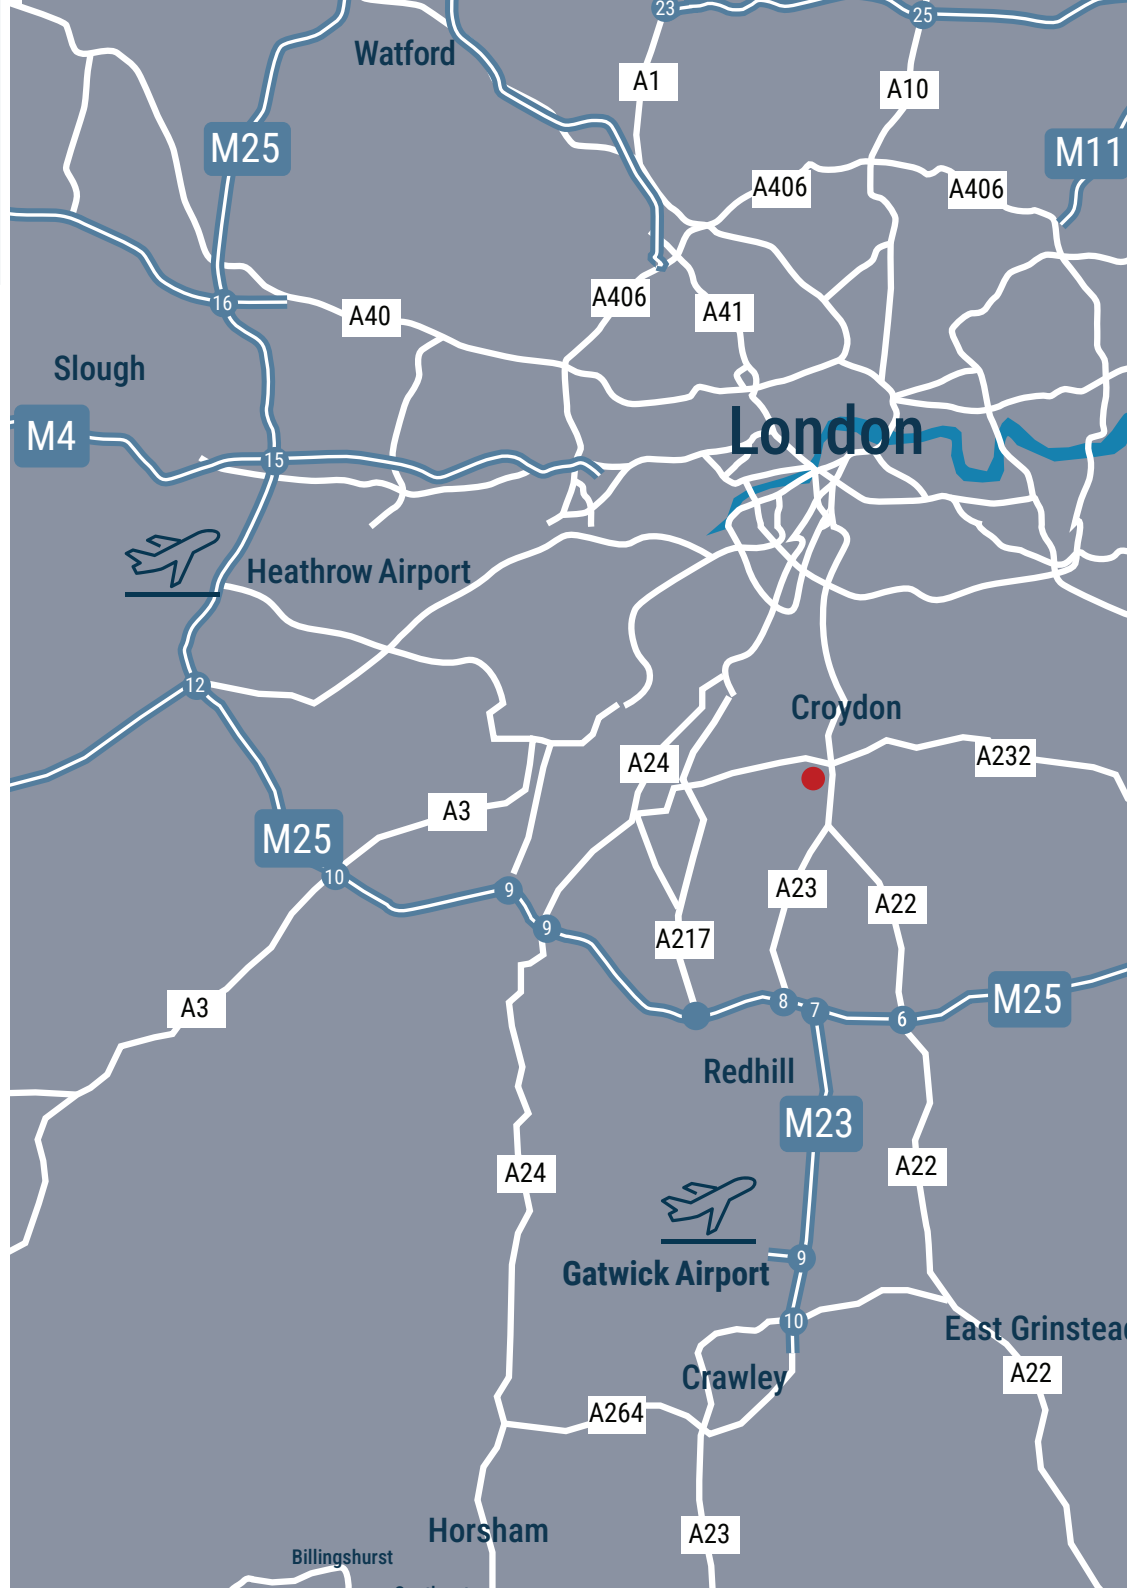 23
25
Watford
A1
A10
M25
M11
A406
A406
16
A406
A41
A40
Slough
M4
London
15
Heathrow Airport
12
Croydon
A232
A24
A3
M25
10
9
A23
A22
9
A217
A3
8
7
6
M25
Redhill
M23
A24
A22
9
Gatwick Airport
10
East Grinstead
A22
Crawley
A264
Horsham
A23
Billingshurst